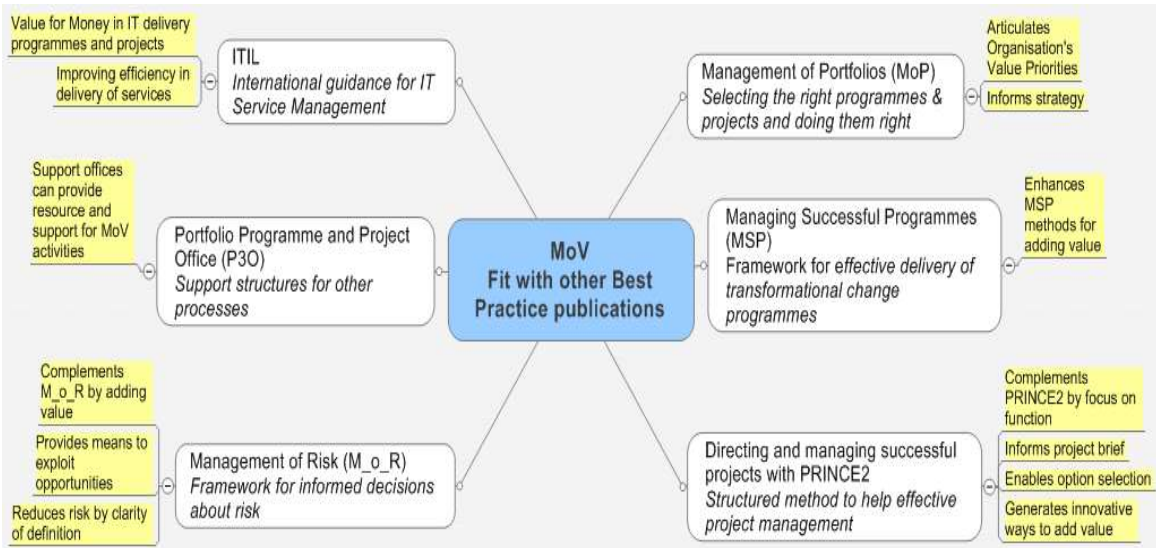 MoV
Fit with other Best
Practice publications
ITIL
International guidance for IT
Service Management
Value for Money in IT delivery
programmes and projects
Improving efficiency in
delivery of services
Portfolio Programme and Project
Office (P3O)
Support structures for other
processes
Support offices
can provide
resource and
support for MoV
activities
Management of Risk (M_o_R)
Framework for informed decisions
about risk
Complements
M_o_R by adding
value
Provides means to
exploit
opportunities
Reduces risk by clarity
of definition
Management of Portfolios (MoP)
Selecting the right programmes &
projects and doing them right
Articulates
Organisation's
Value Priorities
Informs strategy
Managing Successful Programmes
(MSP)
Framework for effective delivery of
transformational change
programmes
Enhances
MSP
methods for
adding value
Directing and managing successful
projects with PRINCE2
Structured method to help effective
project management
Complements
PRINCE2 by focus on
function
Informs project brief
Enables option selection
Generates innovative
ways to add value